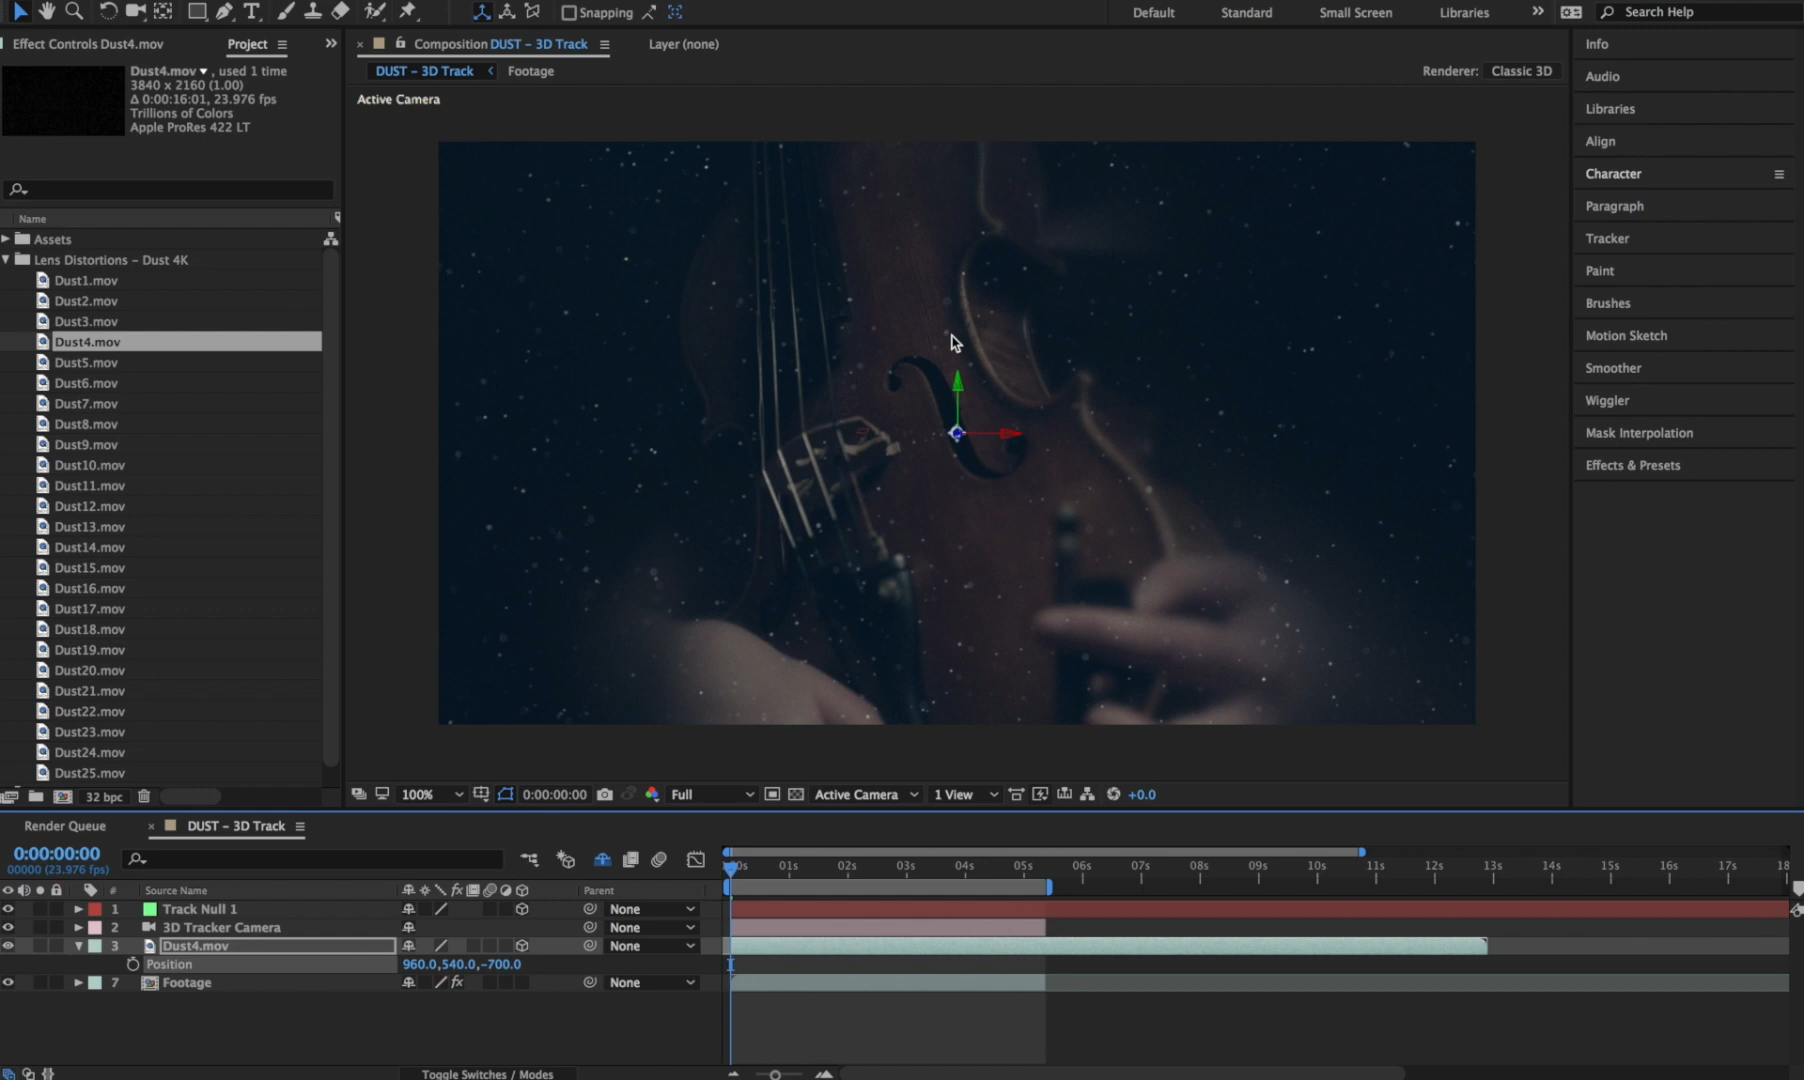 Snapping
Default
Standard
Small Screen
Libraries
Search Help
Effect Controls Dust4.mov
Project
Composition DUST – 3D Track
Layer (none)
DUST – 3D Track
Footage
Renderer:
Classic 3D
Dust4.mov , used 1 time
3840 x 2160 (1.00)
Δ 0:00:16:01, 23.976 fps
Trillions of Colors
Apple ProRes 422 LT
Active Camera
Name
Assets
Lens Distortions – Dust 4K
Dust1.mov
Dust2.mov
Dust3.mov
Dust4.mov
Dust5.mov
Dust6.mov
Dust7.mov
Dust8.mov
Dust9.mov
Dust10.mov
Dust11.mov
Dust12.mov
Dust13.mov
Dust14.mov
Dust15.mov
Dust16.mov
Dust17.mov
Dust18.mov
Dust19.mov
Dust20.mov
Dust21.mov
Dust22.mov
Dust23.mov
Dust24.mov
Dust25.mov
32 bpc
Info
Audio
Libraries
Align
Character
Paragraph
Tracker
Paint
Brushes
Motion Sketch
Smoother
Wiggler
Mask Interpolation
Effects & Presets
100%
0:00:00:00
Full
Active Camera
1 View
+0.0
Render Queue
DUST – 3D Track
0:00:00:00
00000 (23.976 fps)
00s 01s 02s 03s 04s 05s 06s 07s 08s 09s 10s 11s 12s 13s 14s 15s 16s 17s 18
# Source Name fx Parent
1 Track Null 1 None
2 3D Tracker Camera None
3 Dust4.mov None
Position 960.0,540.0,-700.0
7 Footage fx None
Toggle Switches / Modes